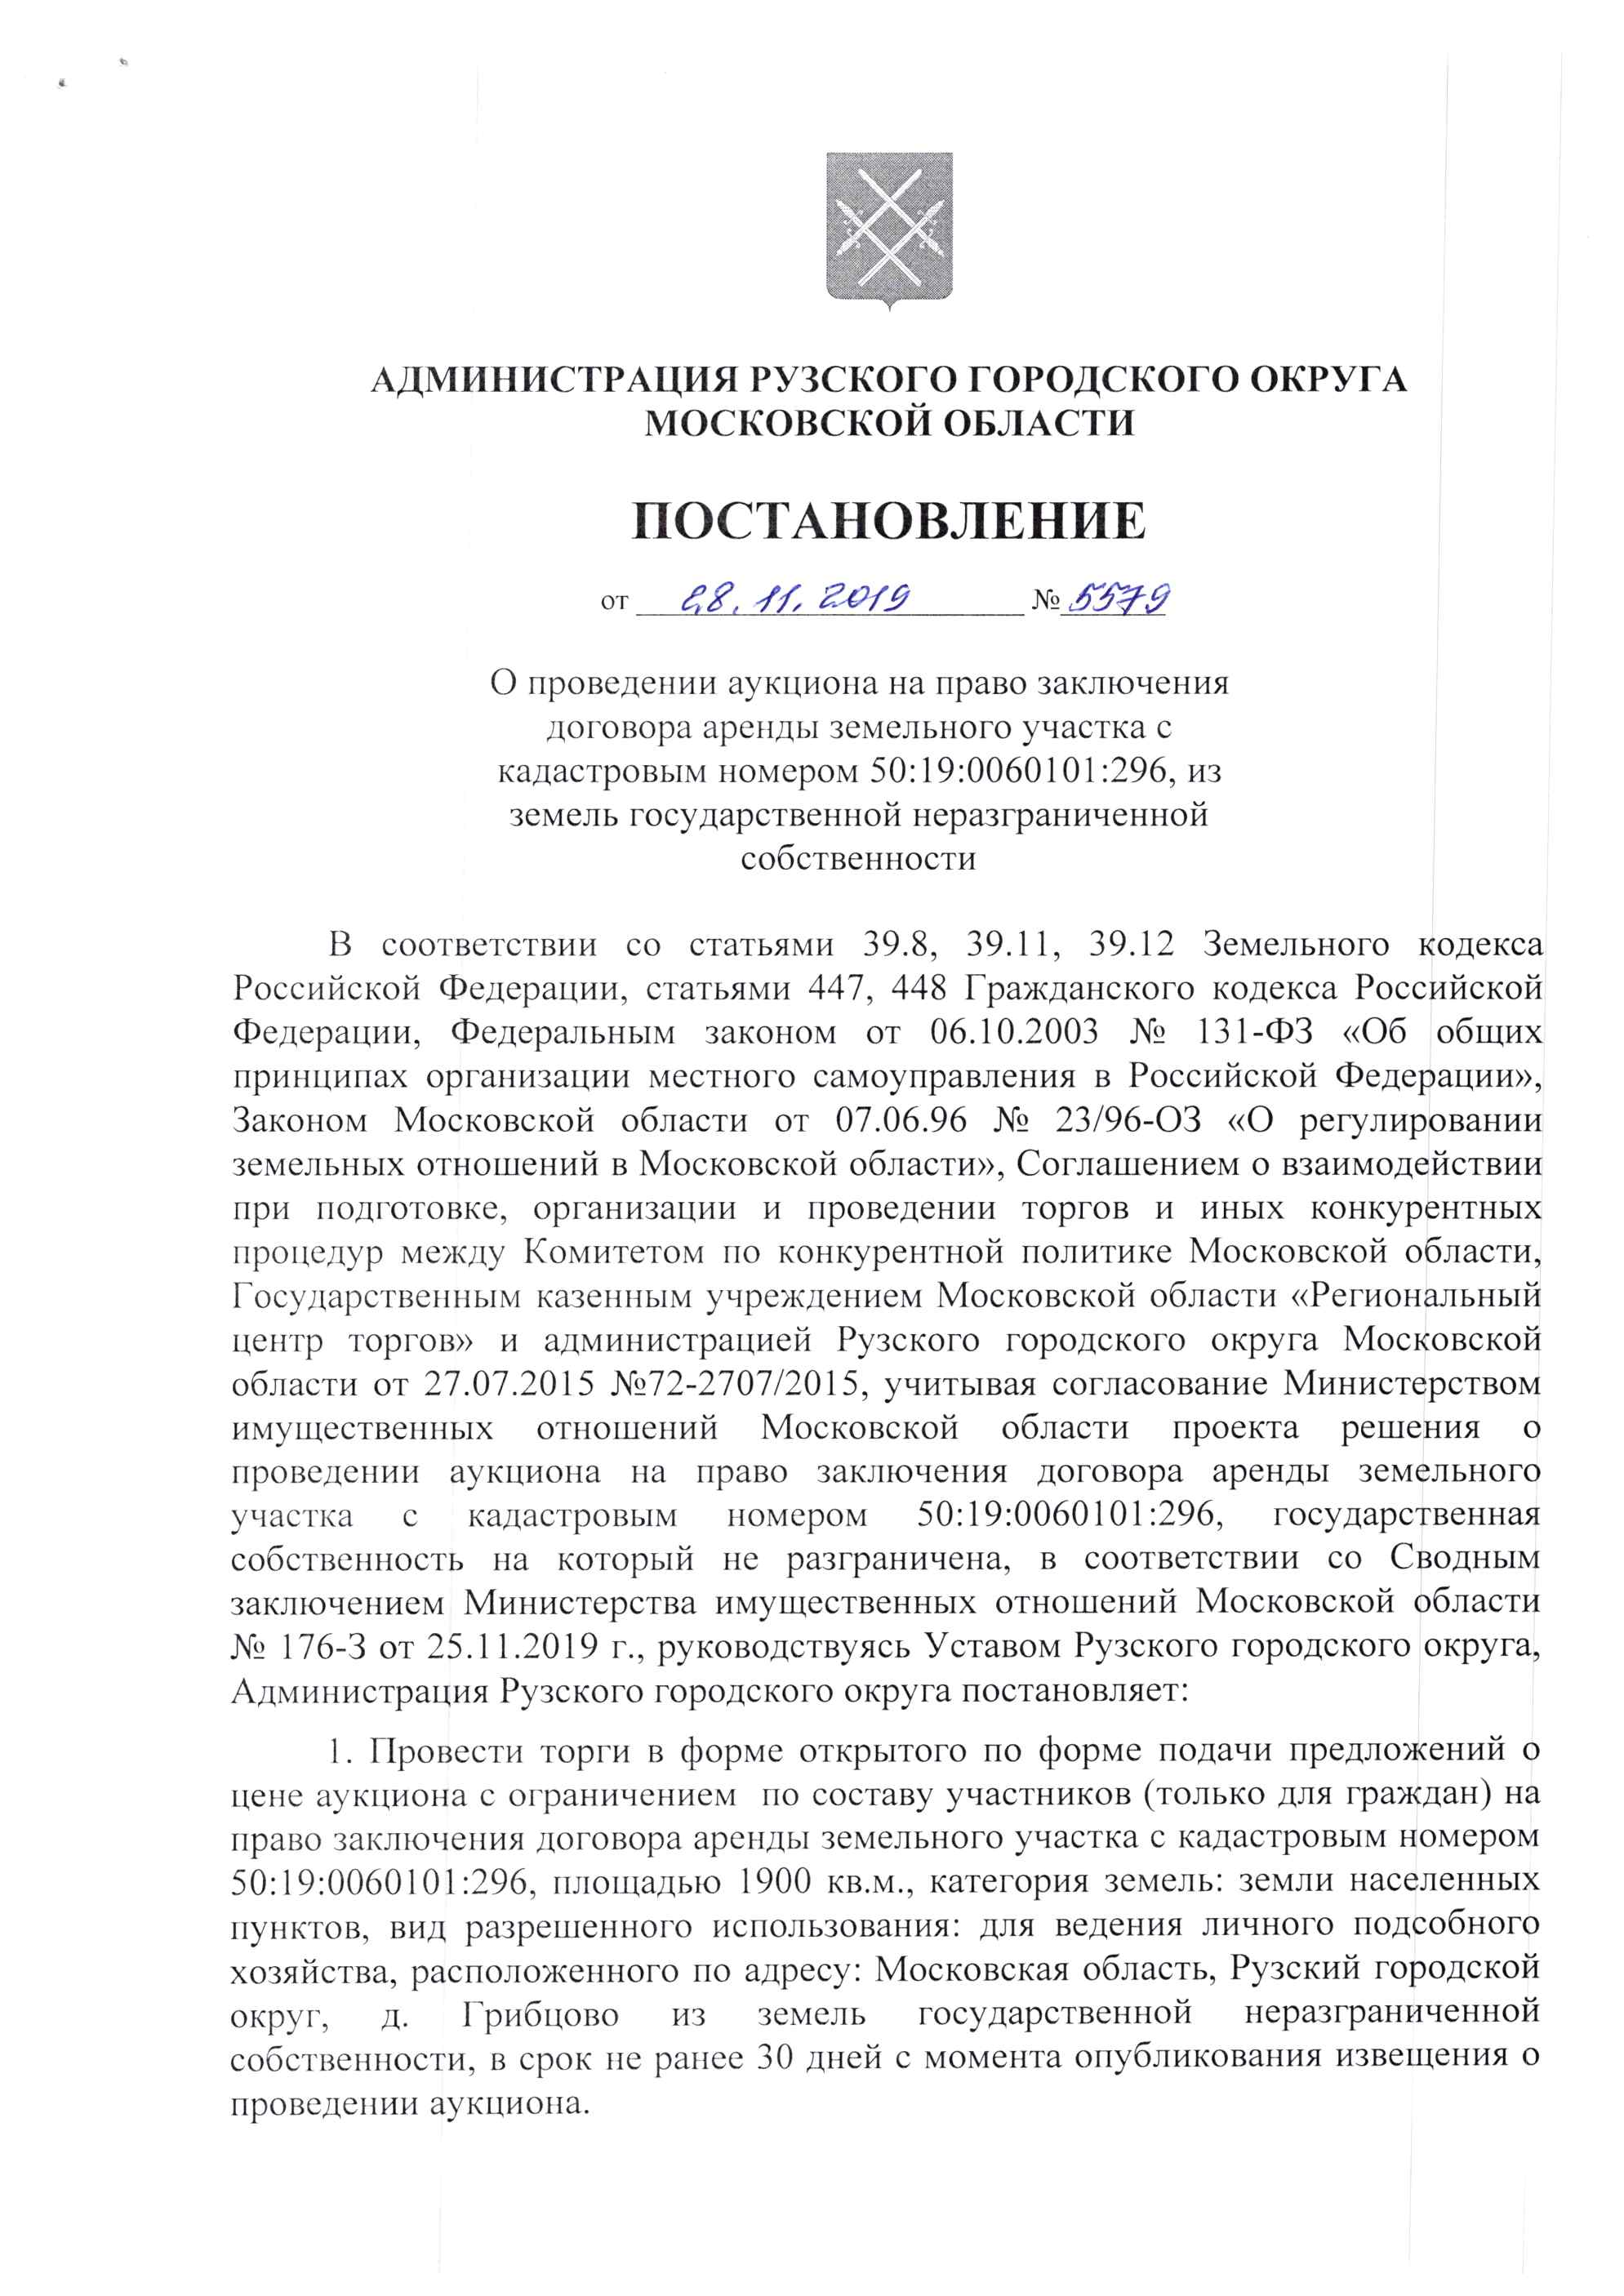 АДМИНИСТРАЦИЯ РУЗСКОГО ГОРОДСКОГО ОКРУГА
МОСКОВСКОЙ ОБЛАСТИ
ПОСТАНОВЛЕНИЕ
от 28.11.2019 № 5579
О проведении аукциона на право заключения
договора аренды земельного участка с
кадастровым номером 50:19:0060101:296, из
земель государственной неразграниченной
собственности
В соответствии со статьями 39.8, 39.11, 39.12 Земельного кодекса
Российской Федерации, статьями 447, 448 Гражданского кодекса Российской
Федерации, Федеральным законом от 06.10.2003 № 131-ФЗ «Об общих
принципах организации местного самоуправления в Российской Федерации»,
Законом Московской области от 07.06.96 № 23/96-ОЗ «О регулировании
земельных отношений в Московской области», Соглашением о взаимодействии
при подготовке, организации и проведении торгов и иных конкурентных
процедур между Комитетом по конкурентной политике Московской области,
Государственным казенным учреждением Московской области «Региональный
центр торгов» и администрацией Рузского городского округа Московской
области от 27.07.2015 №72-2707/2015, учитывая согласование Министерством
имущественных отношений Московской области проекта решения о
проведении аукциона на право заключения договора аренды земельного
участка с кадастровым номером 50:19:0060101:296, государственная
собственность на который не разграничена, в соответствии со Сводным
заключением Министерства имущественных отношений Московской области
№ 176-З от 25.11.2019 г., руководствуясь Уставом Рузского городского округа,
Администрация Рузского городского округа постановляет:
1. Провести торги в форме открытого по форме подачи предложений о
цене аукциона с ограничением по составу участников (только для граждан) на
право заключения договора аренды земельного участка с кадастровым номером
50:19:0060101:296, площадью 1900 кв.м., категория земель: земли населенных
пунктов, вид разрешенного использования: для ведения личного подсобного
хозяйства, расположенного по адресу: Московская область, Рузский городской
округ, д. Грибцово из земель государственной неразграниченной
собственности, в срок не ранее 30 дней с момента опубликования извещения о
проведении аукциона.